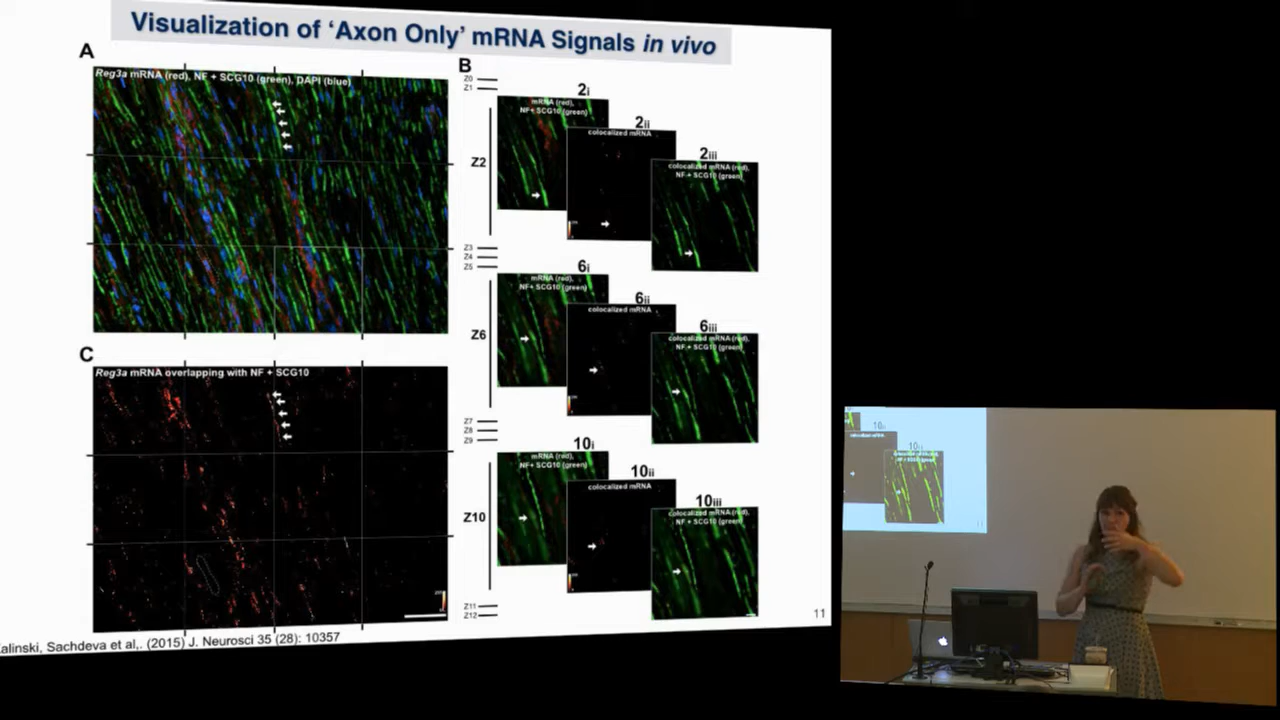 Visualization of ‘Axon Only’ mRNA Signals in vivo
A
Reg3a mRNA (red), NF + SCG10 (green), DAPI (blue)
B
Z0
Z1
2i
mRNA (red),
NF+ SCG10 (green)
2ii
colocalized mRNA
2iii
colocalized mRNA (red),
NF + SCG10 (green)
Z2
Z3
Z4
Z5
6i
mRNA (red),
NF+ SCG10 (green)
6ii
colocalized mRNA
6iii
colocalized mRNA (red),
NF + SCG10 (green)
Z6
Z7
Z8
Z9
10i
mRNA (red),
NF+ SCG10 (green)
10ii
colocalized mRNA
10iii
colocalized mRNA (red),
NF + SCG10 (green)
Z10
Z11
Z12
C
Reg3a mRNA overlapping with NF + SCG10
alinski, Sachdeva et al,. (2015) J. Neurosci 35 (28): 10357
11